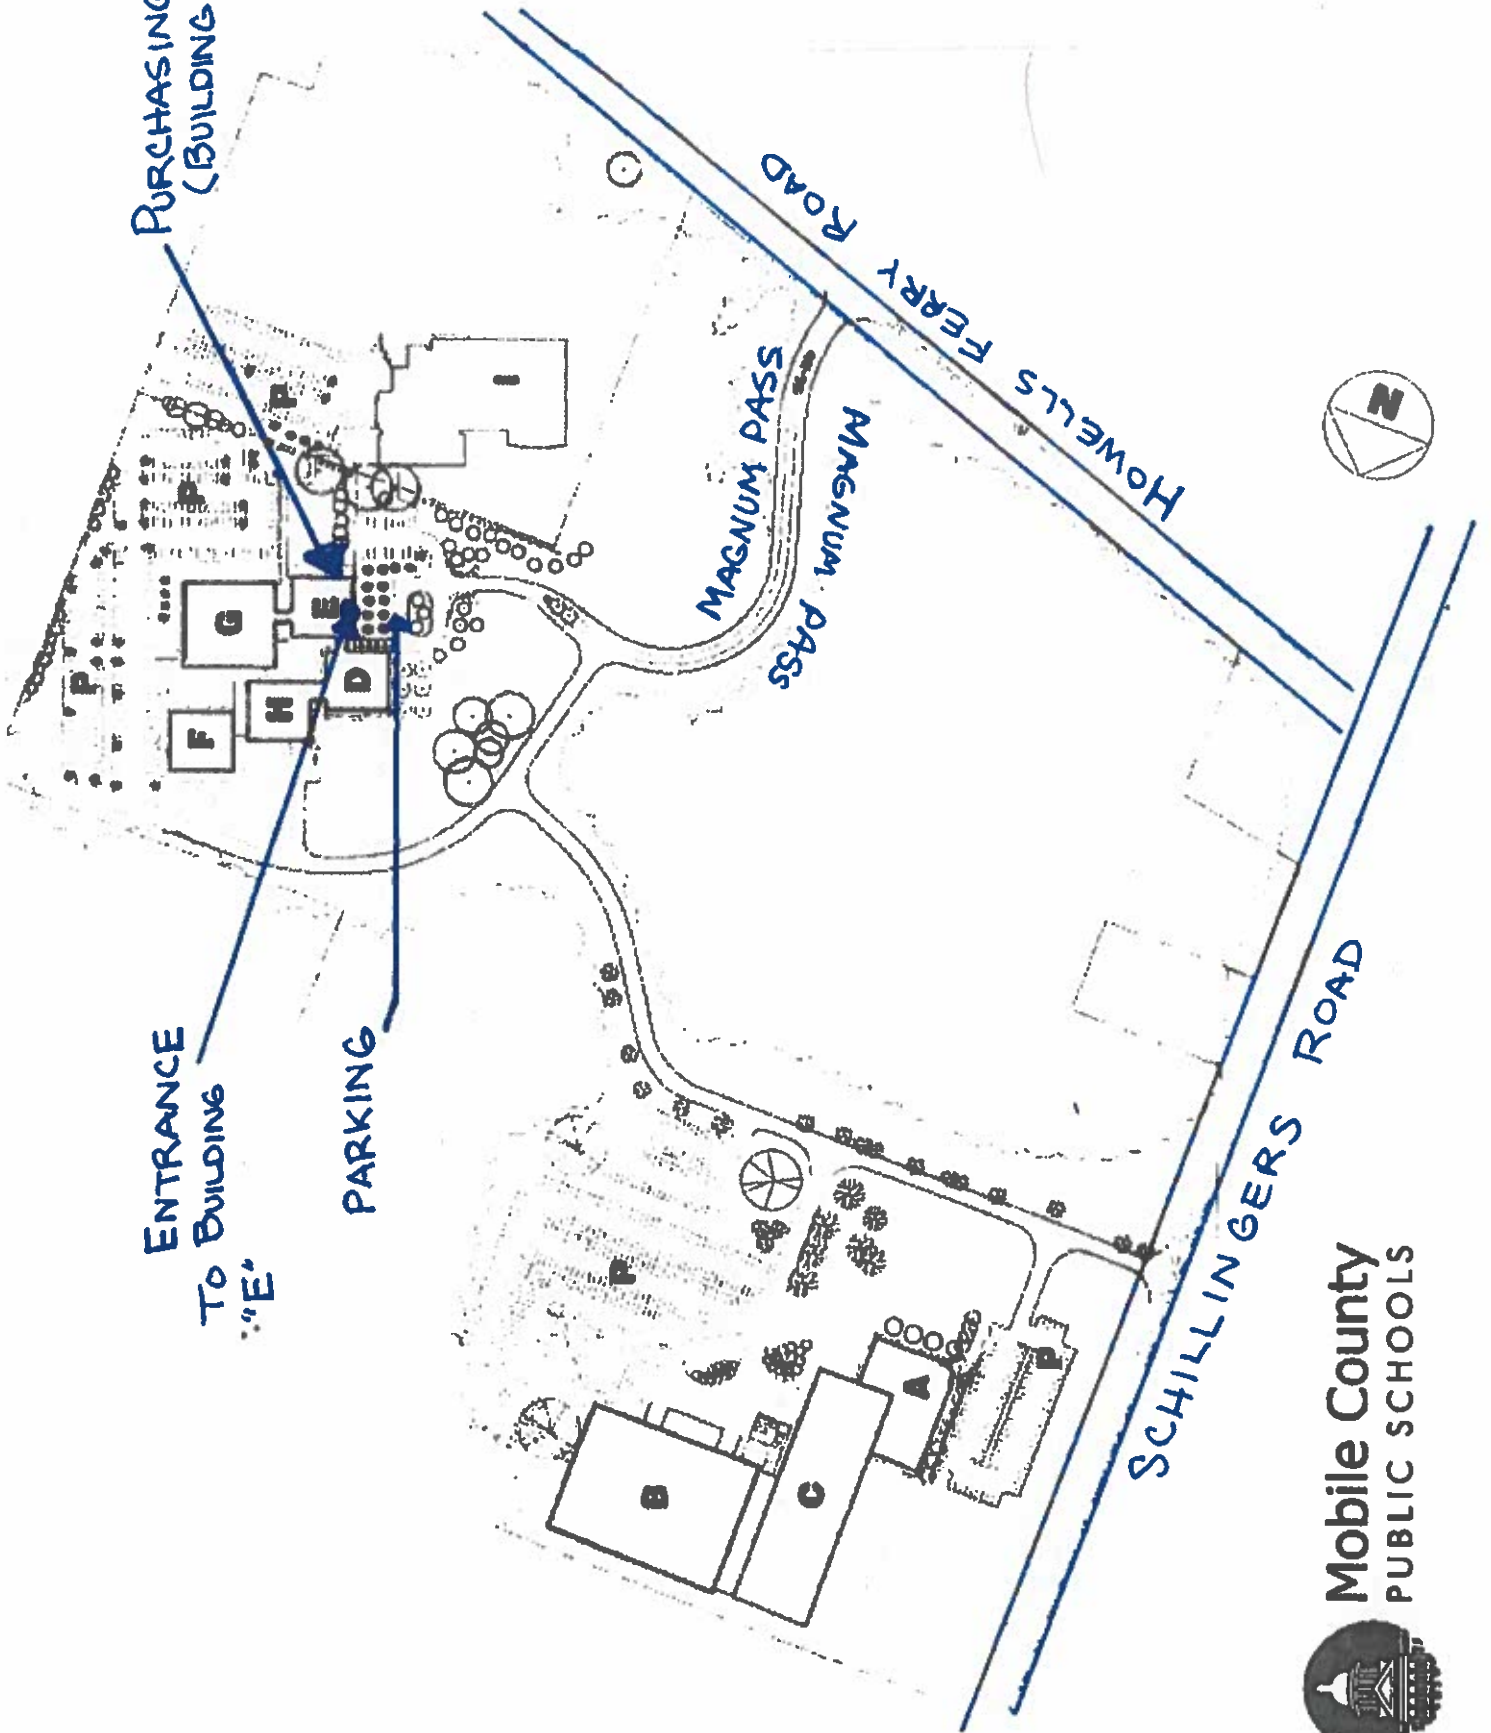 PURCHASING
(BUILDING
P
P
P
G
E
D
H
F
ENTRANCE
TO BUILDING
"E"
PARKING
MAGNUM PASS
MAGNUM PASS
HOWELLS FERRY ROAD
N
P
B
C
A
P
SCHILLINGERS ROAD
Mobile County
PUBLIC SCHOOLS